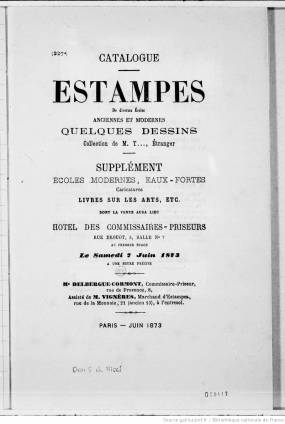 CATALOGUE
ESTAMPES
De diverses Écoles
ANCIENNES ET MODERNES
QUELQUES DESSINS
Collection de M. T..., Étranger
SUPPLÉMENT
ÉCOLES MODERNES, EAUX-FORTES
Caricatures
LIVRES SUR LES ARTS, ETC.
DONT LA VENTE AURA LIEU
HOTEL DES COMMISSAIRES-PRISEURS
RUE DROUOT, 5, SALLE N° 7
AU PREMIER ÉTAGE
Le Samedi 7 Juin 1873
A UNE HEURE PRÉCISE
Me DELBERGUE-CORMONT, Commissaire-Priseur,
rue de Provence, 8,
Assisté de M. VIGNÈRES, Marchand d'Estampes,
rue de la Monnaie, 21 (ancien 13), à l'entresol.
PARIS — JUIN 1873
Source gallica.bnf.fr / Bibliothèque nationale de France